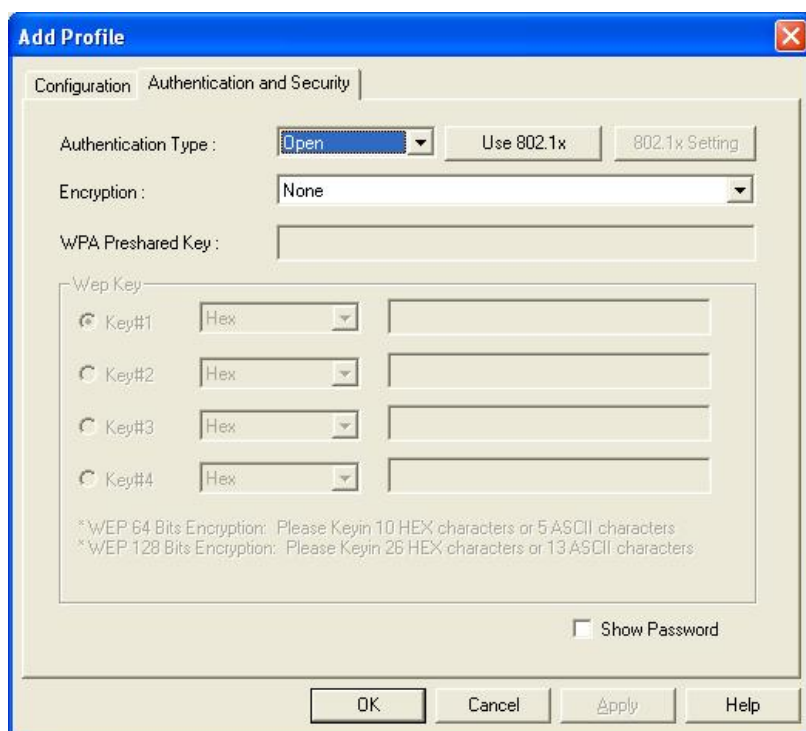 Add Profile
Configuration Authentication and Security
Authentication Type : Open Use 802.1x 802.1x Setting
Encryption : None
WPA Preshared Key :
Wep Key
Key#1 Hex
Key#2 Hex
Key#3 Hex
Key#4 Hex
* WEP 64 Bits Encryption: Please Keyin 10 HEX characters or 5 ASCII characters
* WEP 128 Bits Encryption: Please Keyin 26 HEX characters or 13 ASCII characters
Show Password
OK Cancel Apply Help